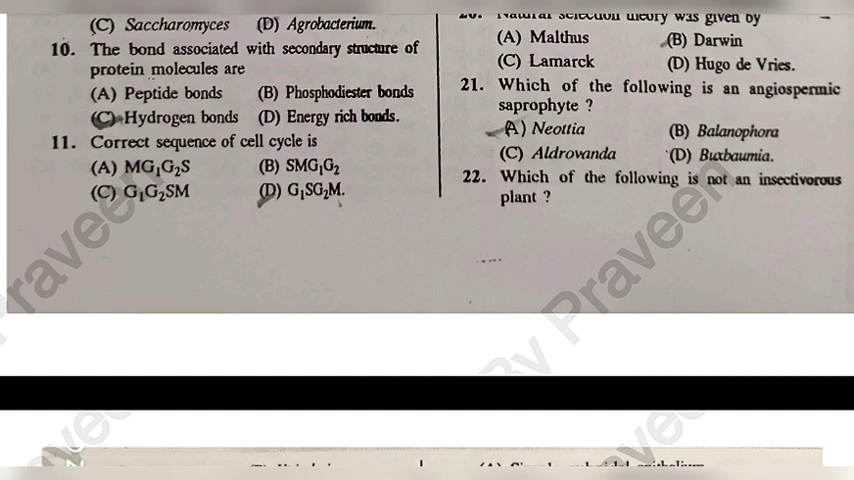 (C) Saccharomyces (D) Agrobacterium.
10. The bond associated with secondary structure of
protein molecules are
(A) Peptide bonds (B) Phosphodiester bonds
(C) Hydrogen bonds (D) Energy rich bonds.
11. Correct sequence of cell cycle is
(A) MG₁G₂S (B) SMG₁G₂
(C) G₁G₂SM (D) G₁SG₂M.
20. Natural selection theory was given by
(A) Malthus (B) Darwin
(C) Lamarck (D) Hugo de Vries.
21. Which of the following is an angiospermic
saprophyte ?
(A) Neottia (B) Balanophora
(C) Aldrovanda (D) Buxbaumia.
22. Which of the following is not an insectivorous
plant ?
Praveen
By Praveen